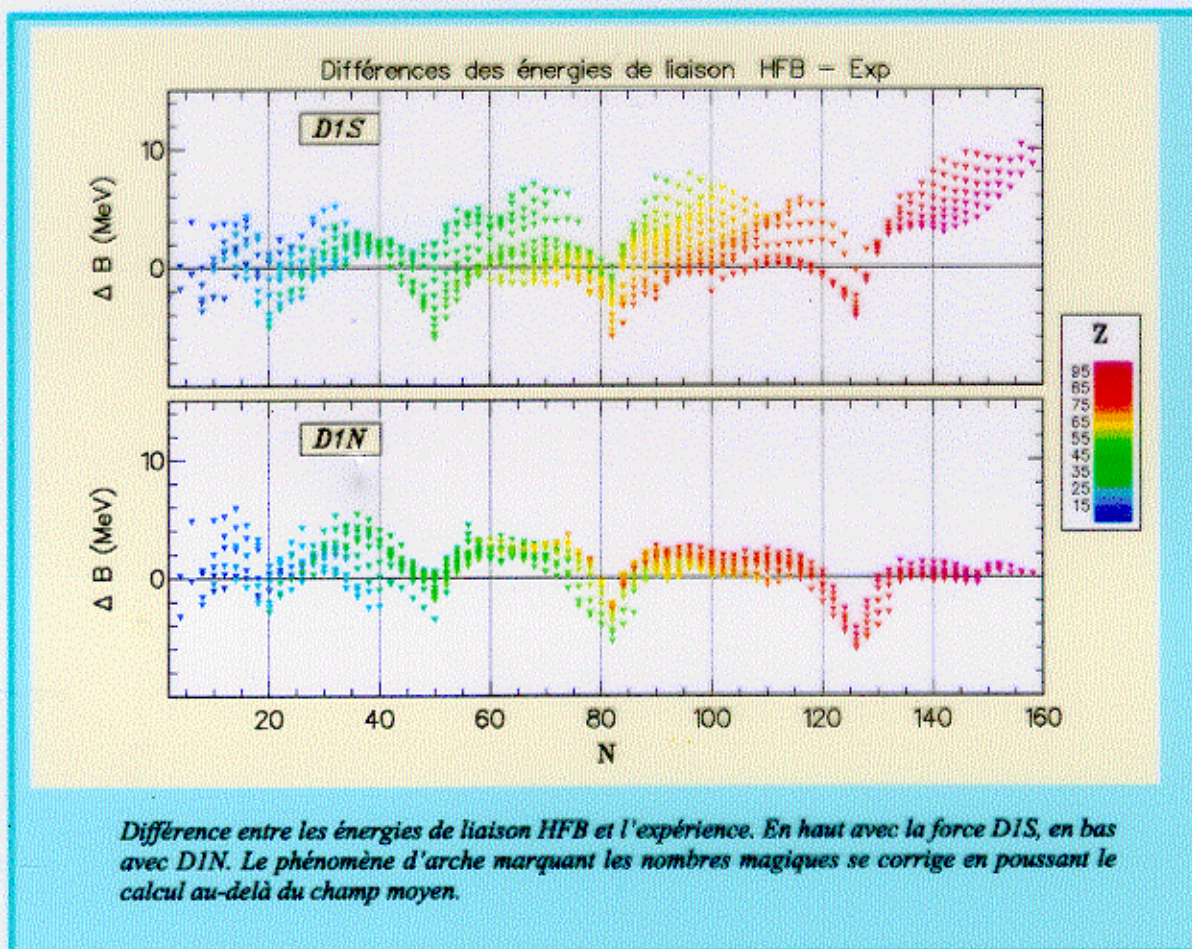 Différences des énergies de liaison HFB - Exp
D1S
10
0
Δ B (MeV)
D1N
10
0
Δ B (MeV)
20 40 60 80 100 120 140 160
N
Z
95
85
75
65
55
45
35
25
15
Différence entre les énergies de liaison HFB et l'expérience. En haut avec la force D1S, en bas
avec D1N. Le phénomène d'arche marquant les nombres magiques se corrige en poussant le
calcul au-delà du champ moyen.